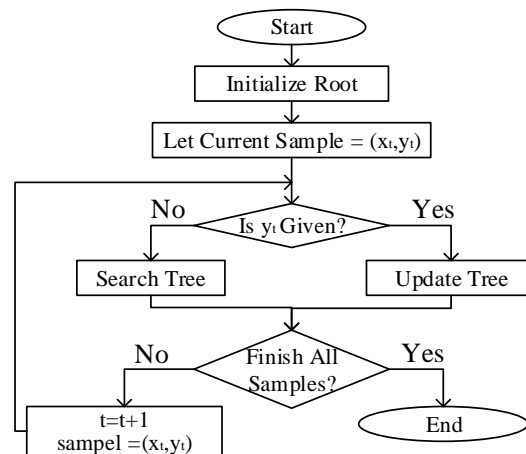 Start
Initialize Root
Let Current Sample = (xₜ,yₜ)
No
Is yₜ Given?
Yes
Search Tree
Update Tree
No
Finish All
Samples?
Yes
t=t+1
sampel =(xₜ,yₜ)
End